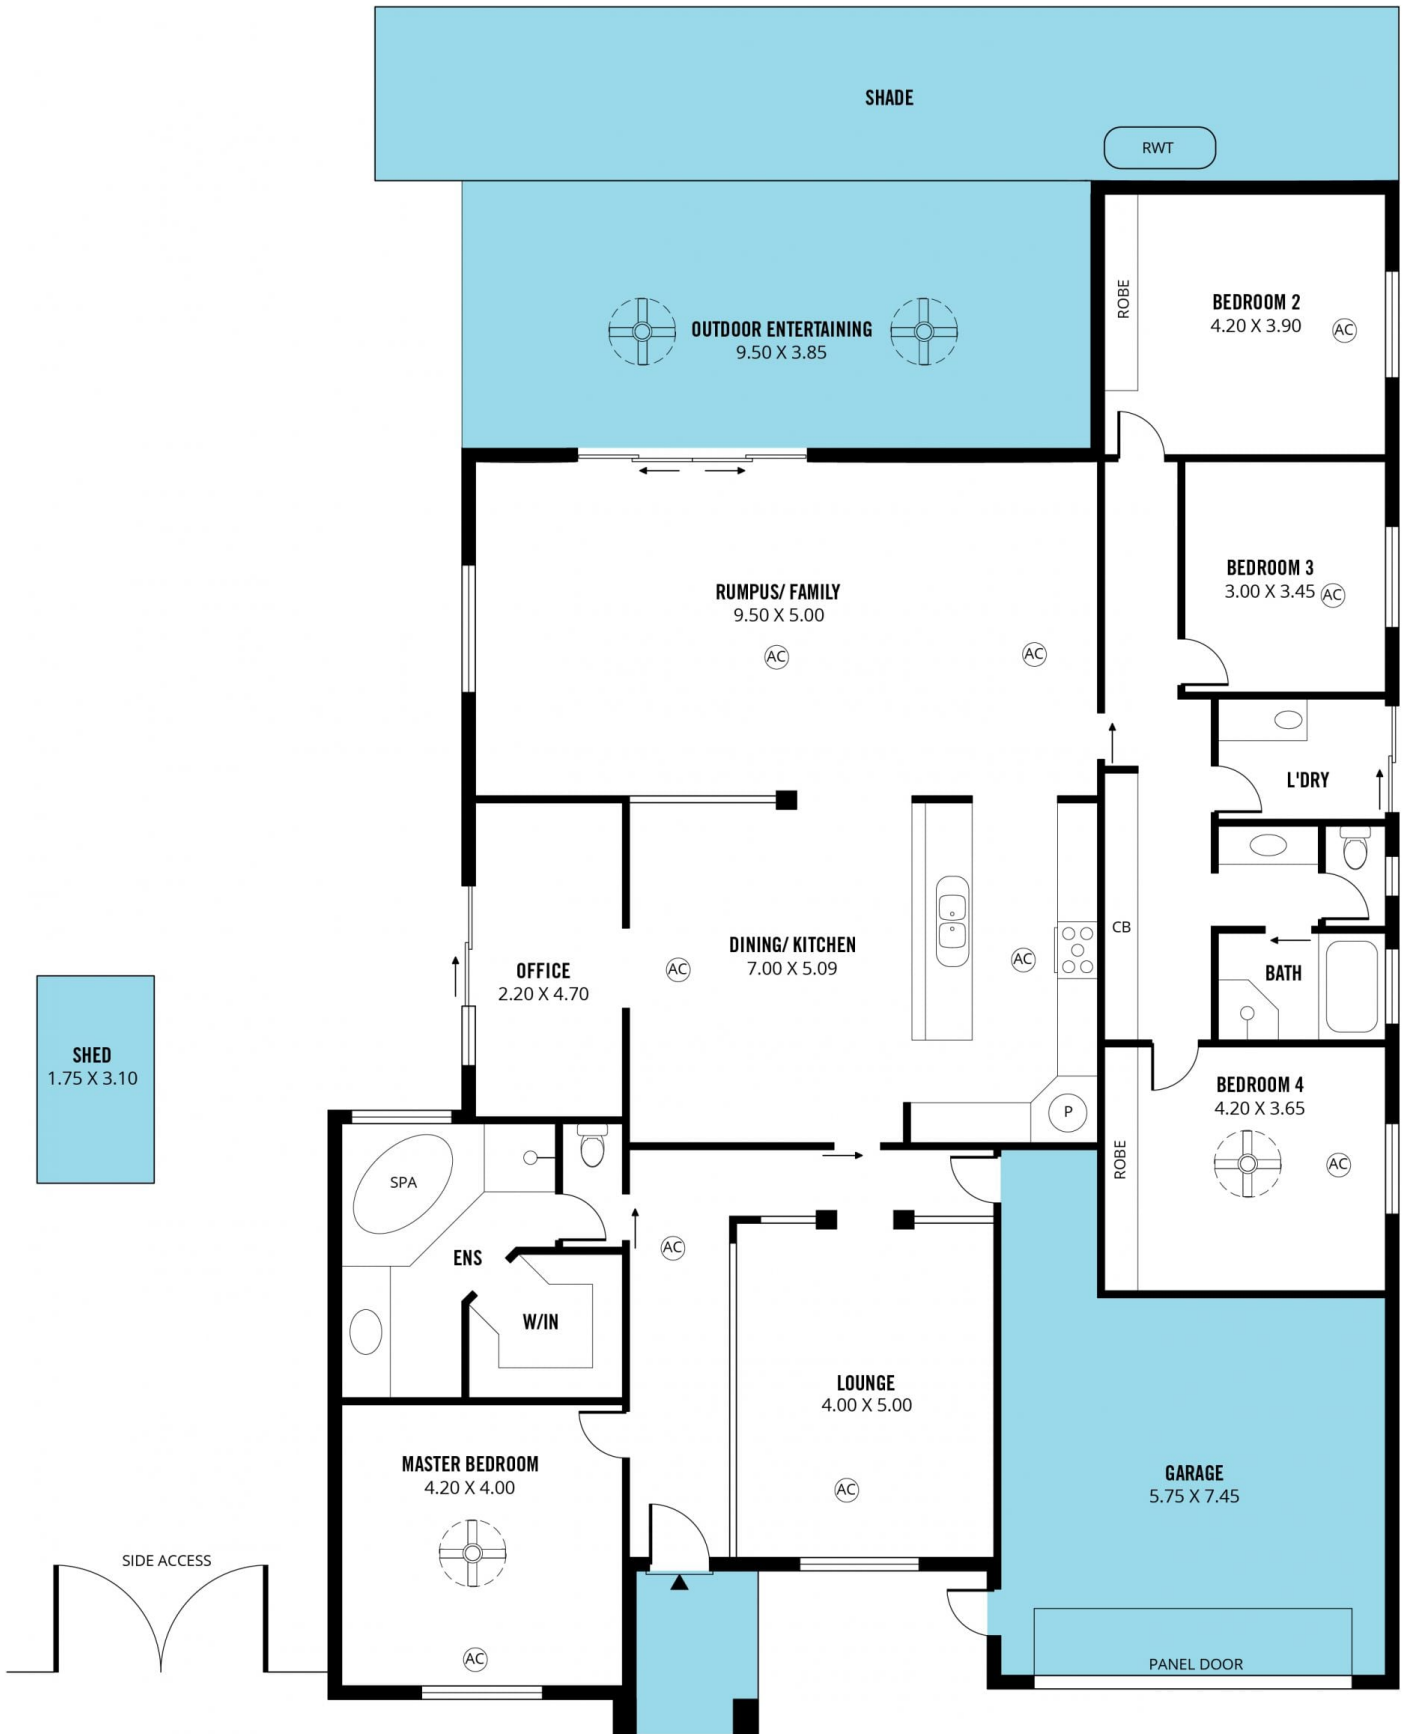 SHADE
RWT
ROBE
BEDROOM 2
4.20 X 3.90
AC
OUTDOOR ENTERTAINING
9.50 X 3.85
RUMPUS/ FAMILY
9.50 X 5.00
AC
AC
BEDROOM 3
3.00 X 3.45
AC
L'DRY
OFFICE
2.20 X 4.70
DINING/ KITCHEN
7.00 X 5.09
AC
AC
CB
BATH
SHED
1.75 X 3.10
P
BEDROOM 4
4.20 X 3.65
ROBE
AC
SPA
ENS
AC
W/IN
LOUNGE
4.00 X 5.00
AC
MASTER BEDROOM
4.20 X 4.00
AC
GARAGE
5.75 X 7.45
SIDE ACCESS
PANEL DOOR